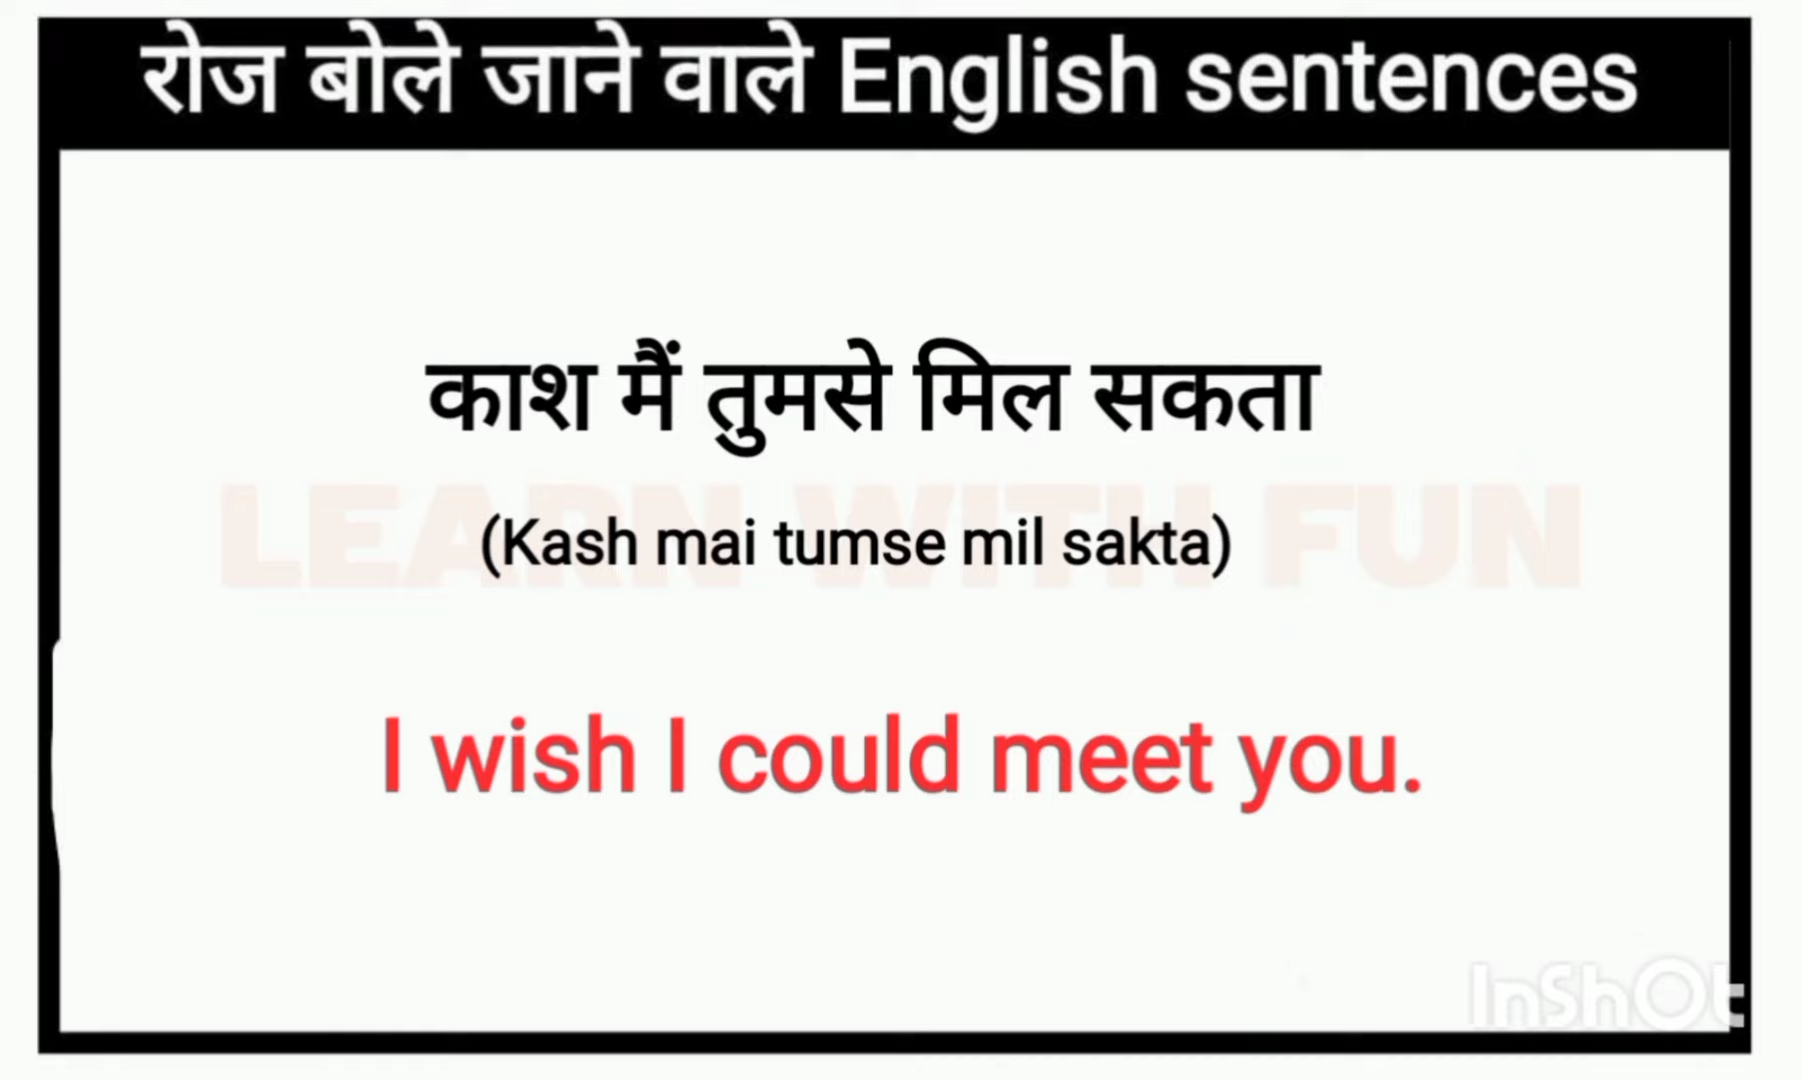 रोज बोले जाने वाले English sentences
काश मैं तुमसे मिल सकता
LEARN WITH FUN
(Kash mai tumse mil sakta)
I wish I could meet you.
InShOt